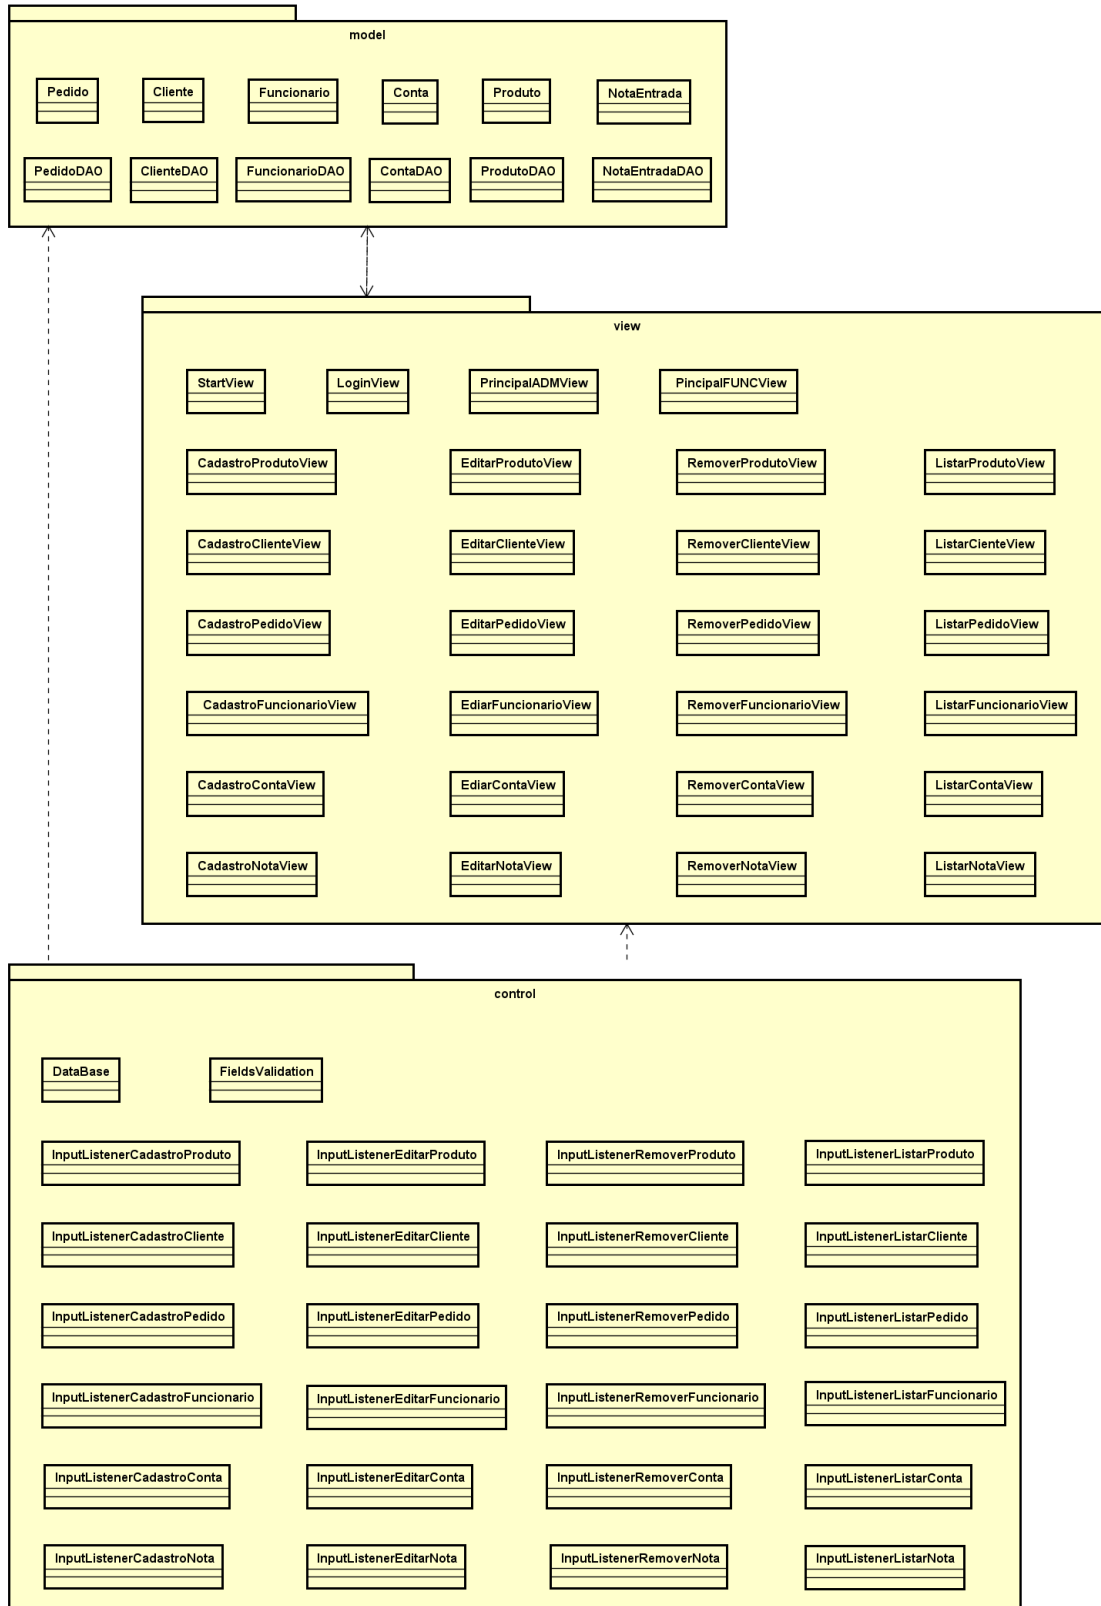 model
Pedido
Cliente
Funcionario
Conta
Produto
NotaEntrada
PedidoDAO
ClienteDAO
FuncionarioDAO
ContaDAO
ProdutoDAO
NotaEntradaDAO
view
StartView
LoginView
PrincipalADMView
PincipalFUNCView
CadastroProdutoView
EditarProdutoView
RemoverProdutoView
ListarProdutoView
CadastroClienteView
EditarClienteView
RemoverClienteView
ListarCienteView
CadastroPedidoView
EditarPedidoView
RemoverPedidoView
ListarPedidoView
CadastroFuncionarioView
EdiarFuncionarioView
RemoverFuncionarioView
ListarFuncionarioView
CadastroContaView
EdiarContaView
RemoverContaView
ListarContaView
CadastroNotaView
EditarNotaView
RemoverNotaView
ListarNotaView
control
DataBase
FieldsValidation
InputListenerCadastroProduto
InputListenerEditarProduto
InputListenerRemoverProduto
InputListenerListarProduto
InputListenerCadastroCliente
InputListenerEditarCliente
InputListenerRemoverCliente
InputListenerListarCliente
InputListenerCadastroPedido
InputListenerEditarPedido
InputListenerRemoverPedido
InputListenerListarPedido
InputListenerCadastroFuncionario
InputListenerEditarFuncionario
InputListenerRemoverFuncionario
InputListenerListarFuncionario
InputListenerCadastroConta
InputListenerEditarConta
InputListenerRemoverConta
InputListenerListarConta
InputListenerCadastroNota
InputListenerEditarNota
InputListenerRemoverNota
InputListenerListarNota